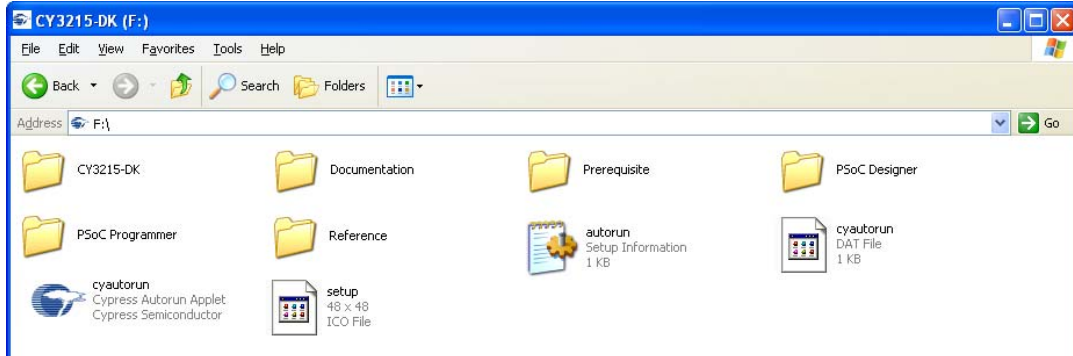 CY3215-DK (F:)
File Edit View Favorites Tools Help
Back Search Folders
Address F:\ Go
CY3215-DK
Documentation
Prerequisite
PSoC Designer
PSoC Programmer
Reference
autorun
Setup Information
1 KB
cyautorun
DAT File
1 KB
cyautorun
Cypress Autorun Applet
Cypress Semiconductor
setup
48 x 48
ICO File